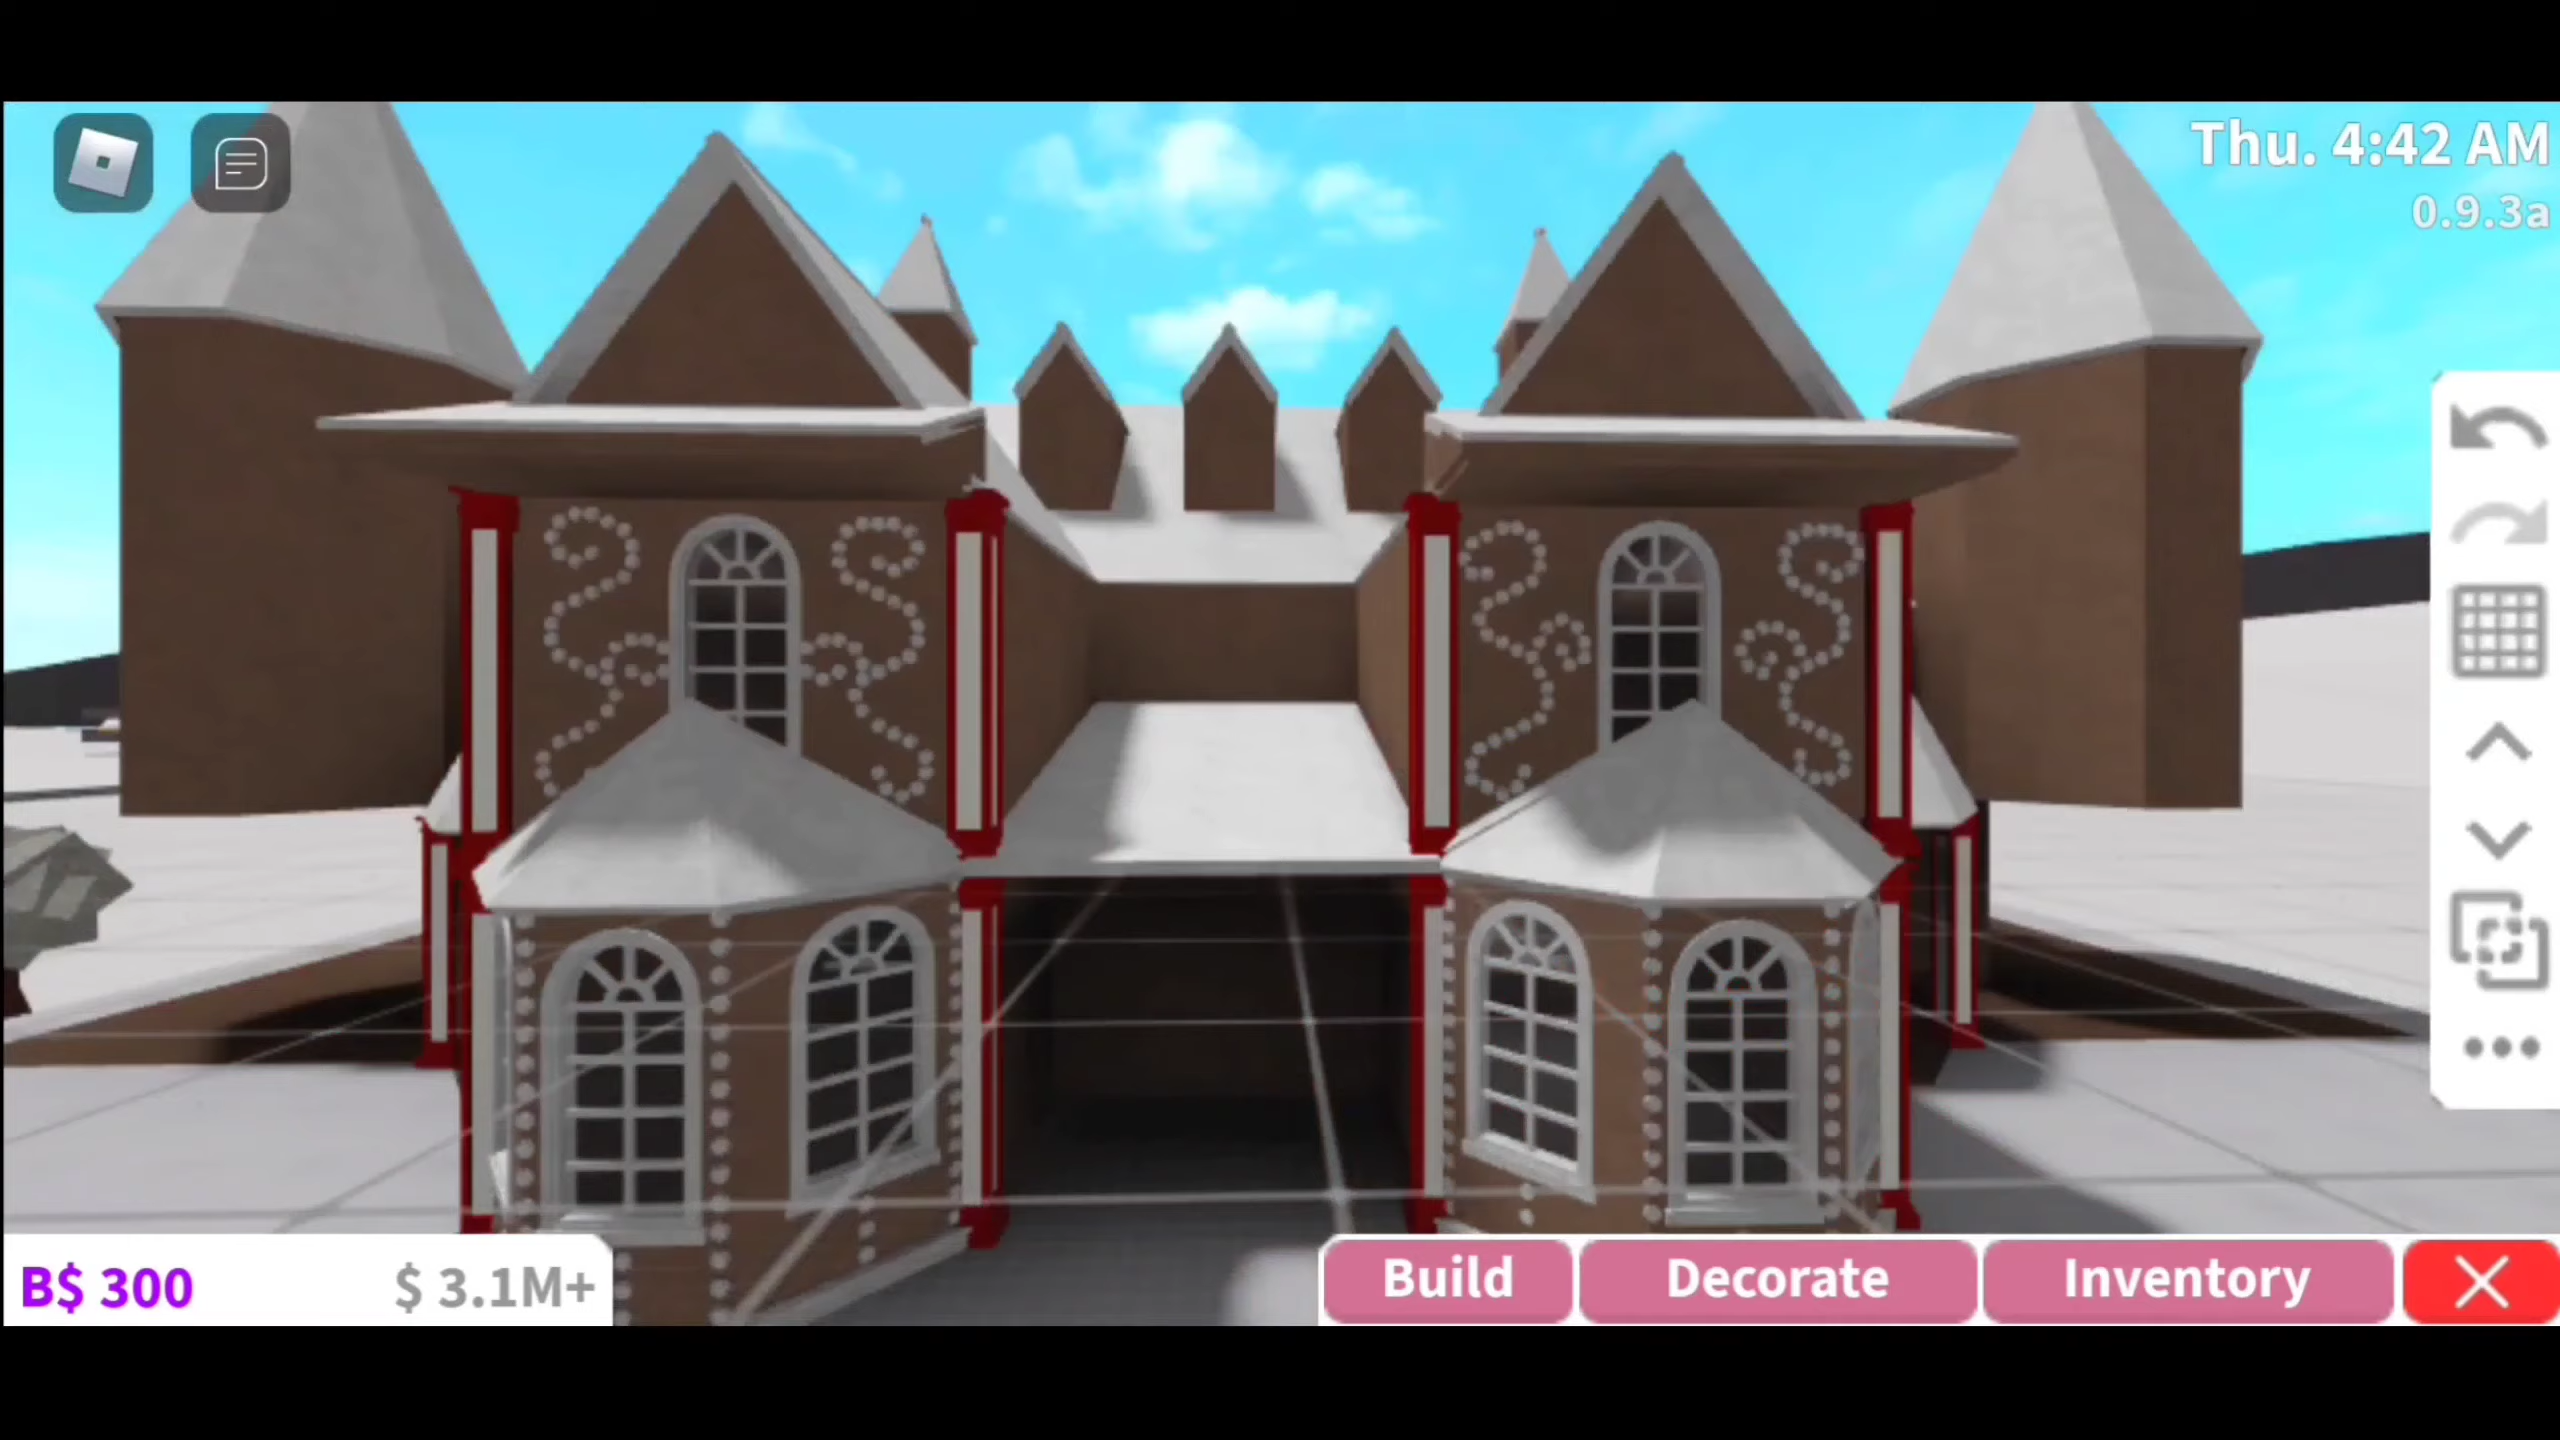 Thu. 4:42 AM
0.9.3a
B$ 300
$ 3.1M+
Build
Decorate
Inventory